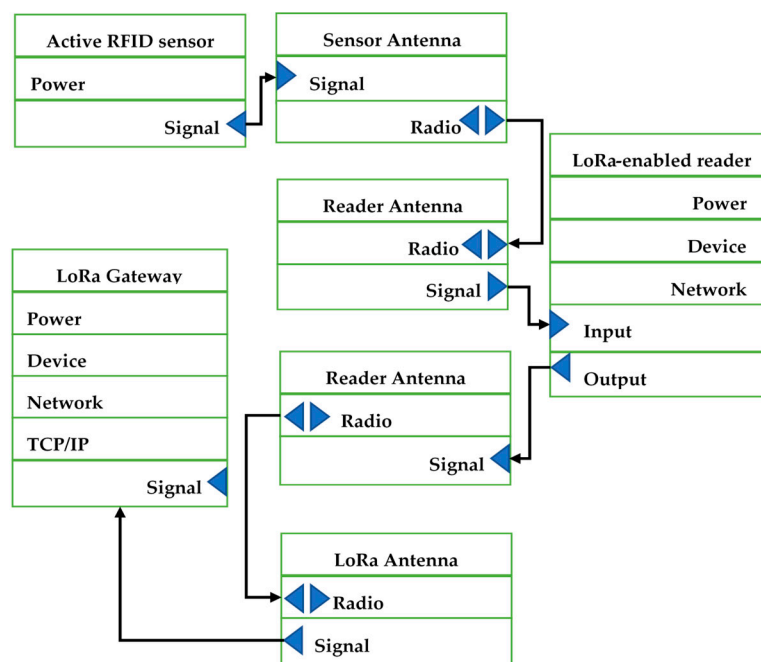 Active RFID sensor
Power
Signal
Sensor Antenna
Signal
Radio
LoRa-enabled reader
Power
Device
Network
Input
Output
Reader Antenna
Radio
Signal
LoRa Gateway
Power
Device
Network
TCP/IP
Signal
Reader Antenna
Radio
Signal
LoRa Antenna
Radio
Signal